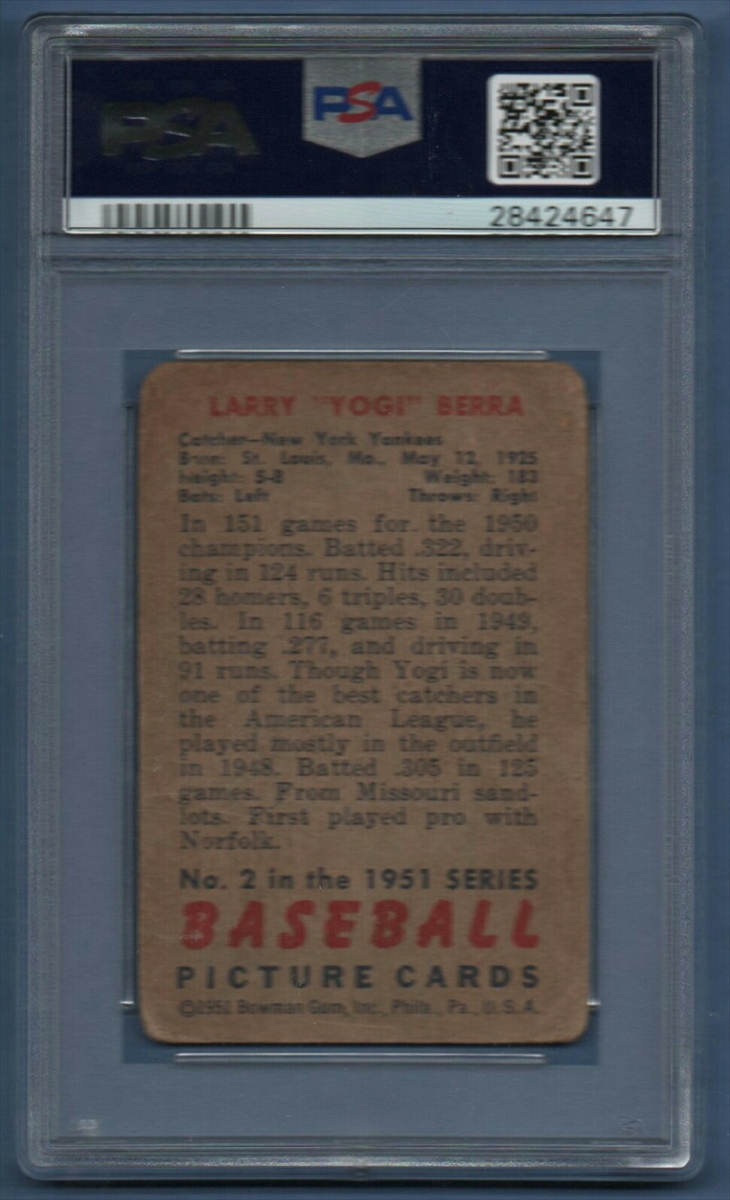 PSA
PSA
28424647
LARRY "YOGI" BERRA
Catcher—New York Yankees
Born: St. Louis, Mo., May 12, 1925
Height: 5-8 Weight: 183
Bats: Left Throws: Right
In 151 games for the 1950
champions. Batted .322, driv-
ing in 124 runs. Hits included
28 homers, 6 triples, 30 doub-
les. In 116 games in 1949,
batting .277, and driving in
91 runs. Though Yogi is now
one of the best catchers in
the American League, he
played mostly in the outfield
in 1948. Batted .305 in 125
games. From Missouri sand-
lots. First played pro with
Norfolk.
No. 2 in the 1951 SERIES
BASEBALL
PICTURE CARDS
©1951 Bowman Gum, Inc., Phila., Pa., U.S.A.